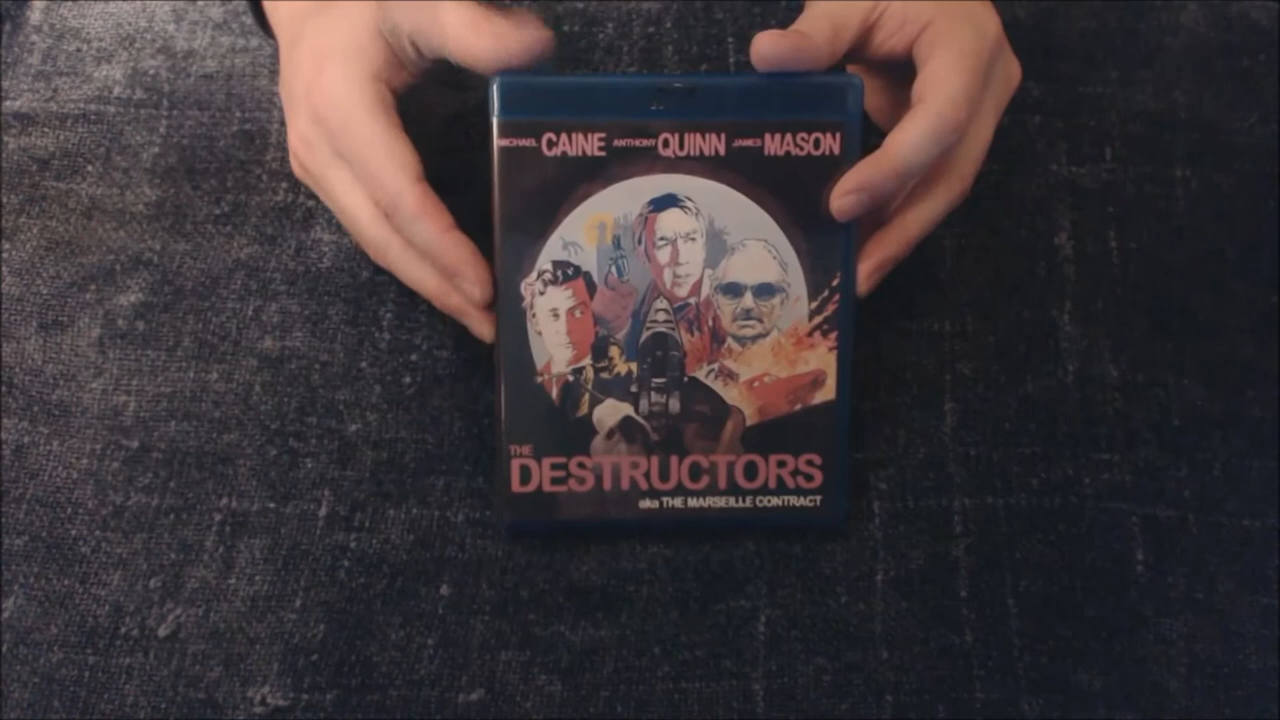 MICHAEL CAINE ANTHONY QUINN JAMES MASON
THE
DESTRUCTORS
aka THE MARSEILLE CONTRACT